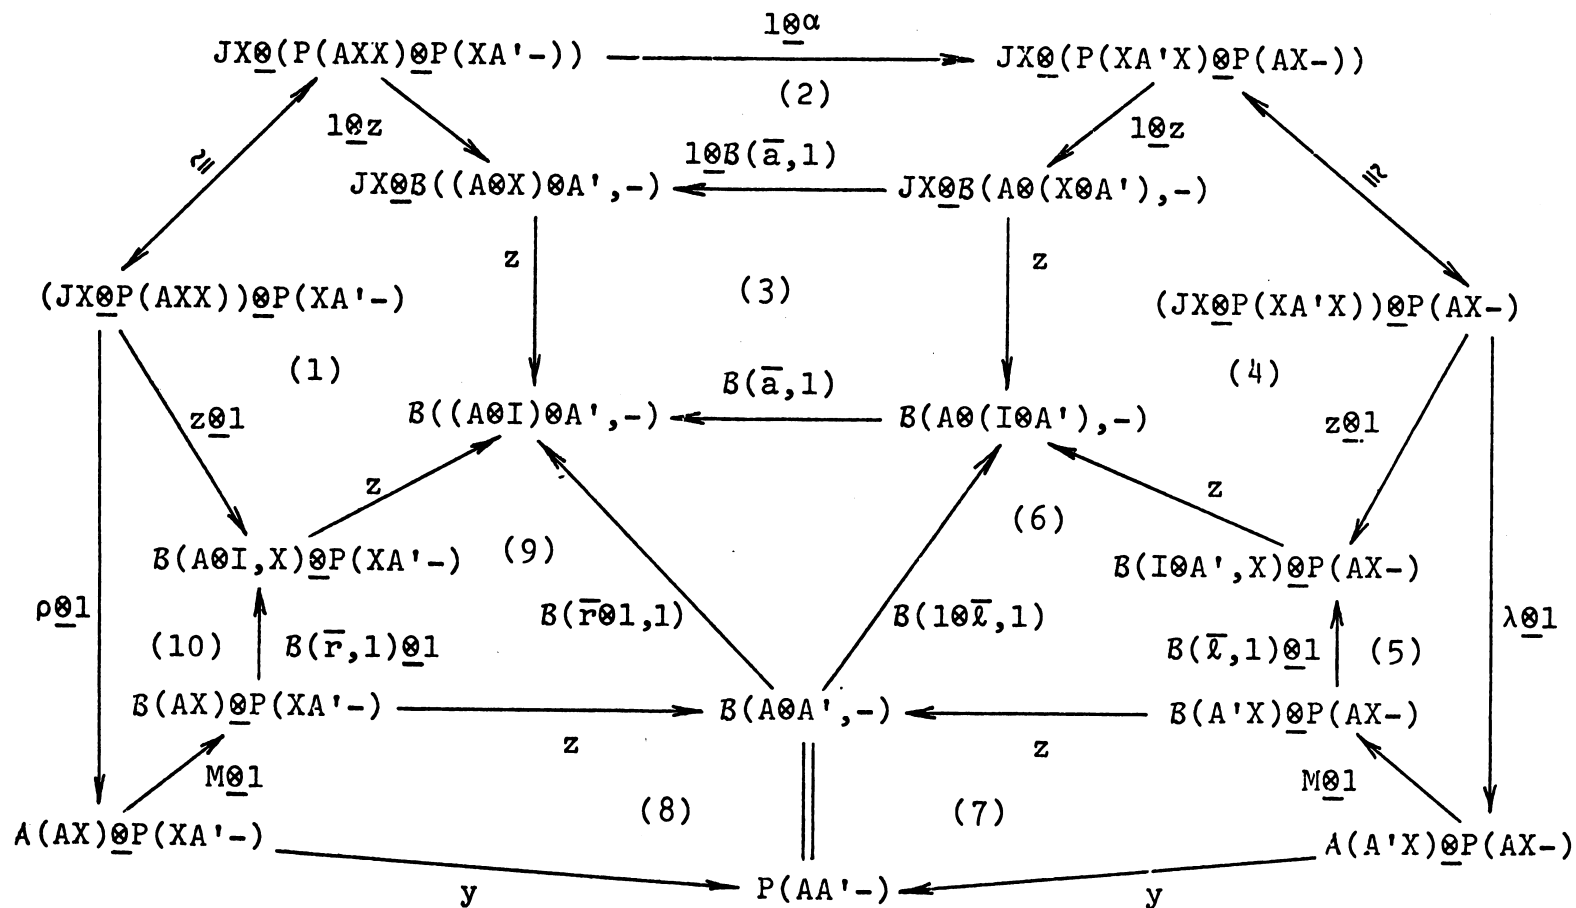 1⊗α
JX⊗(P(AXX)⊗P(XA'-)) JX⊗(P(XA'X)⊗P(AX-))
(2)
1⊗z 1⊗z
≅ 1⊗B(a̅,1) ≅
JX⊗B((A⊗X)⊗A',-) JX⊗B(A⊗(X⊗A'),-)
z z
(3)
(JX⊗P(AXX))⊗P(XA'-) (JX⊗P(XA'X))⊗P(AX-)
(1) (4)
B(a̅,1)
z⊗1 B((A⊗I)⊗A',-) B(A⊗(I⊗A'),-) z⊗1
z z
(6)
B(A⊗I,X)⊗P(XA'-) (9) B(I⊗A',X)⊗P(AX-)
ρ⊗1 B(r̅⊗1,1) B(1⊗ℓ̅,1) λ⊗1
(10) B(r̅,1)⊗1 B(ℓ̅,1)⊗1 (5)
B(AX)⊗P(XA'-) B(A⊗A',-) B(A'X)⊗P(AX-)
z z
M⊗1 M⊗1
(8) (7)
A(AX)⊗P(XA'-) A(A'X)⊗P(AX-)
y P(AA'-) y